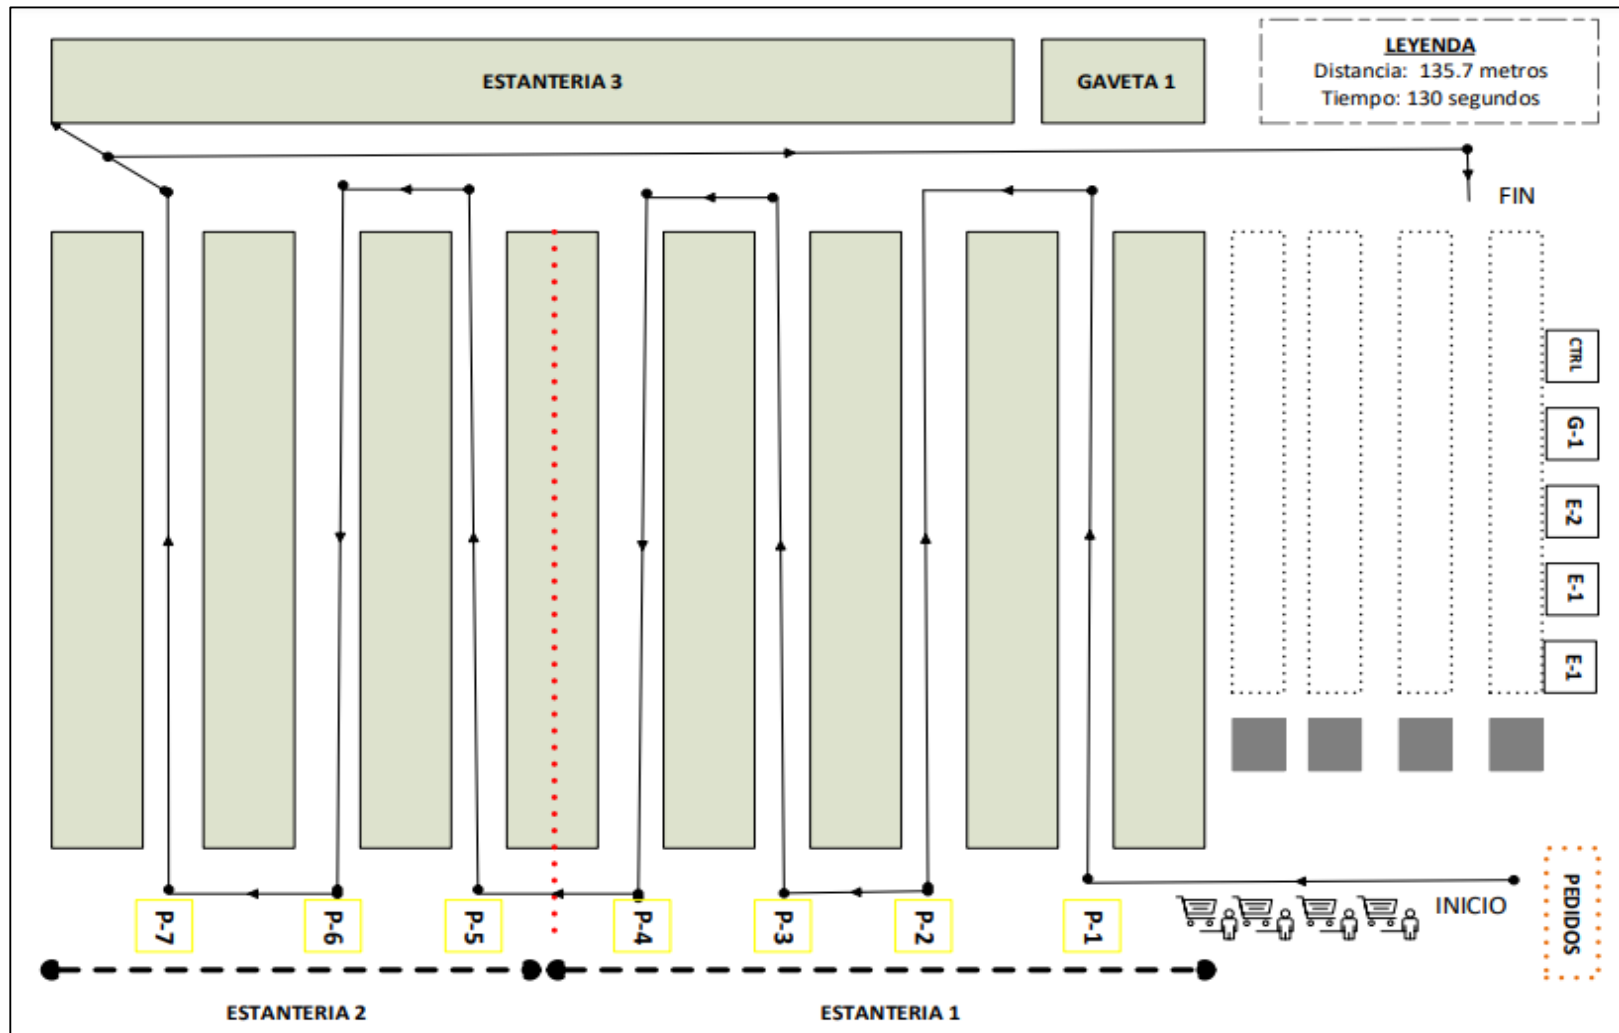 LEYENDA
Distancia: 135.7 metros
Tiempo: 130 segundos
ESTANTERIA 3
GAVETA 1
FIN
CTRL
G-1
E-2
E-1
E-1
PEDIDOS
INICIO
P-7
P-6
P-5
P-4
P-3
P-2
P-1
ESTANTERIA 2
ESTANTERIA 1